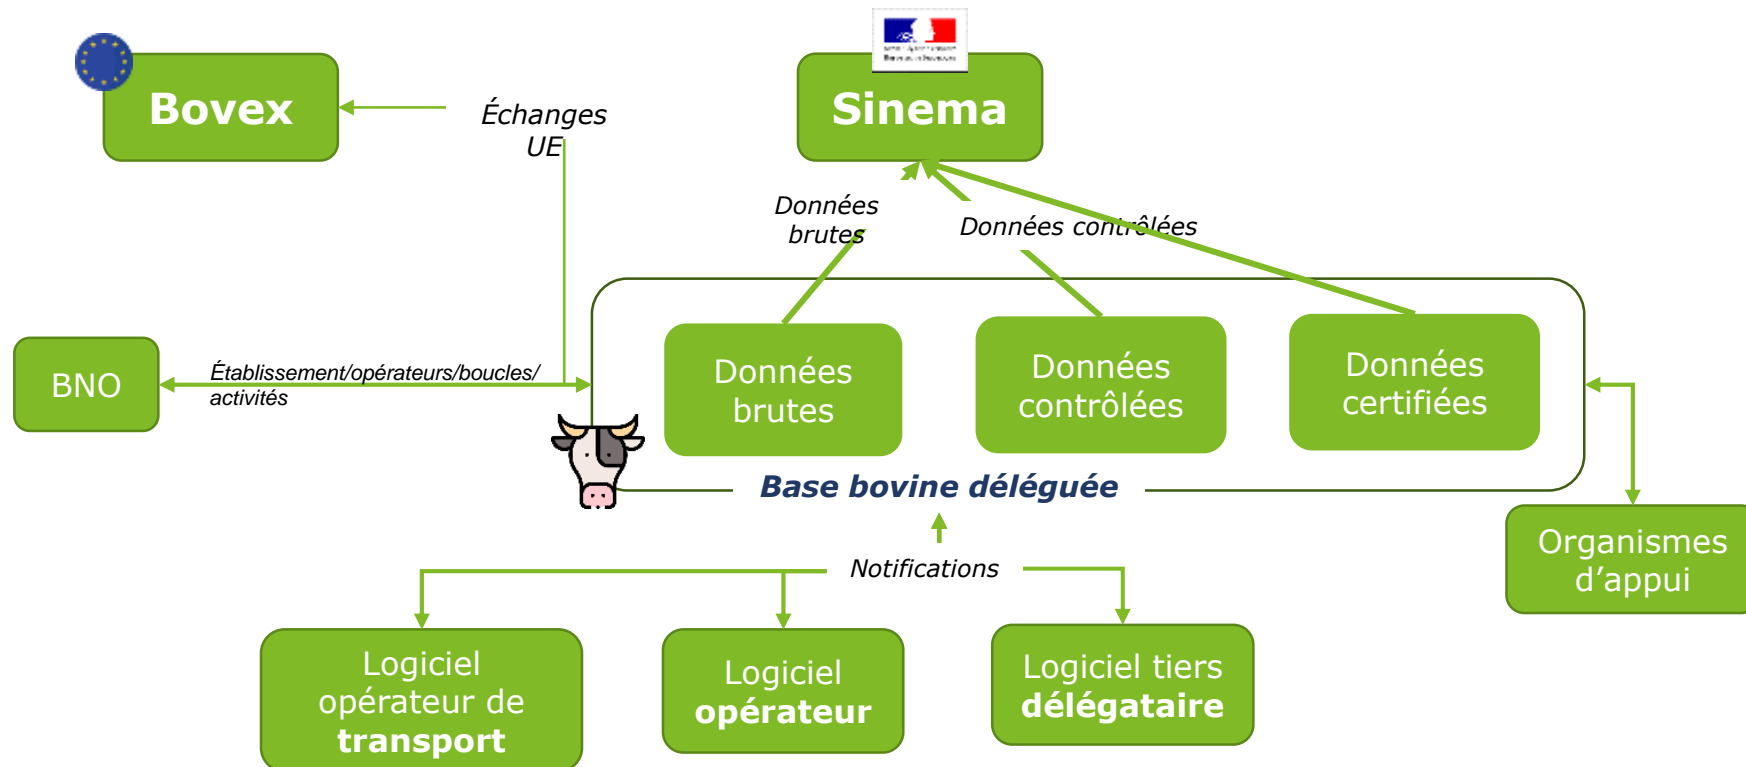 Bovex
Sinema
Échanges
UE
Données
brutes
Données contrôlées
BNO
Établissement/opérateurs/boucles/
activités
Données
brutes
Données
contrôlées
Données
certifiées
Base bovine déléguée
Organismes
d’appui
Notifications
Logiciel
opérateur de
transport
Logiciel
opérateur
Logiciel tiers
délégataire